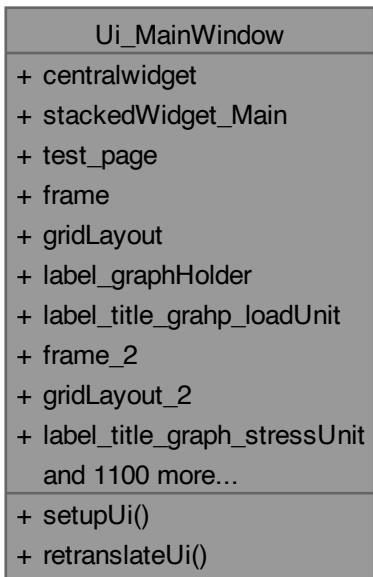 Ui_MainWindow
+ centralwidget
+ stackedWidget_Main
+ test_page
+ frame
+ gridLayout
+ label_graphHolder
+ label_title_grahp_loadUnit
+ frame_2
+ gridLayout_2
+ label_title_graph_stressUnit
and 1100 more...
+ setupUi()
+ retranslateUi()